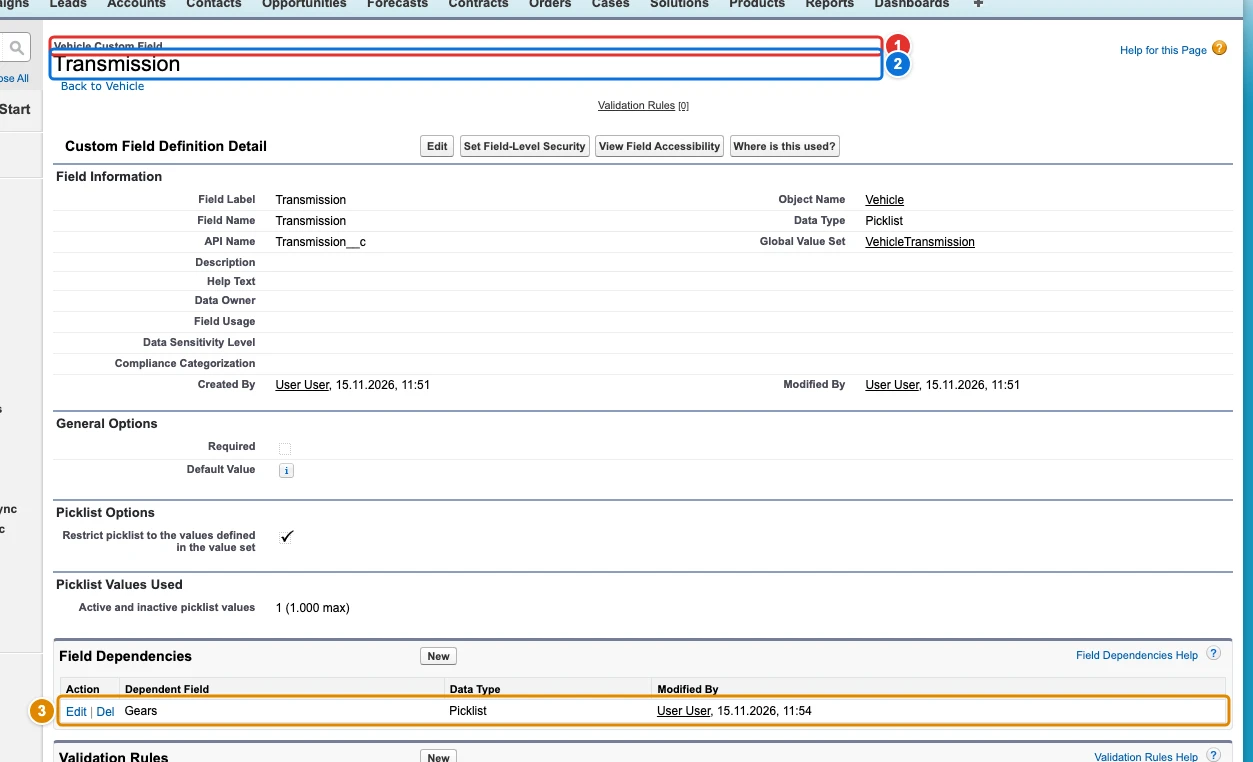 aigns Leads Accounts Contacts Opportunities Forecasts Contracts Orders Cases Solutions Products Reports Dashboards +
ose All
Start
s
ync
c
Vehicle Custom Field
1
Transmission
2
Back to Vehicle
Help for this Page ?
Validation Rules [0]
Custom Field Definition Detail Edit Set Field-Level Security View Field Accessibility Where is this used?
Field Information
Field Label Transmission Object Name Vehicle
Field Name Transmission Data Type Picklist
API Name Transmission__c Global Value Set VehicleTransmission
Description
Help Text
Data Owner
Field Usage
Data Sensitivity Level
Compliance Categorization
Created By User User, 15.11.2026, 11:51 Modified By User User, 15.11.2026, 11:51
General Options
Required
Default Value i
Picklist Options
Restrict picklist to the values defined
in the value set
Picklist Values Used
Active and inactive picklist values 1 (1.000 max)
Field Dependencies New Field Dependencies Help ?
Action Dependent Field Data Type Modified By
3 Edit | Del Gears Picklist User User, 15.11.2026, 11:54
Validation Rules New Validation Rules Help ?